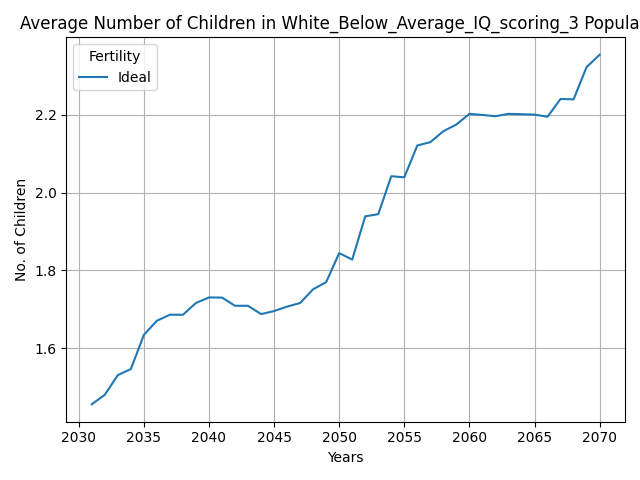 Average Number of Children in White_Below_Average_IQ_scoring_3 Popula
Fertility
Ideal
No. of Children
2.2
2.0
1.8
1.6
2030 2035 2040 2045 2050 2055 2060 2065 2070
Years